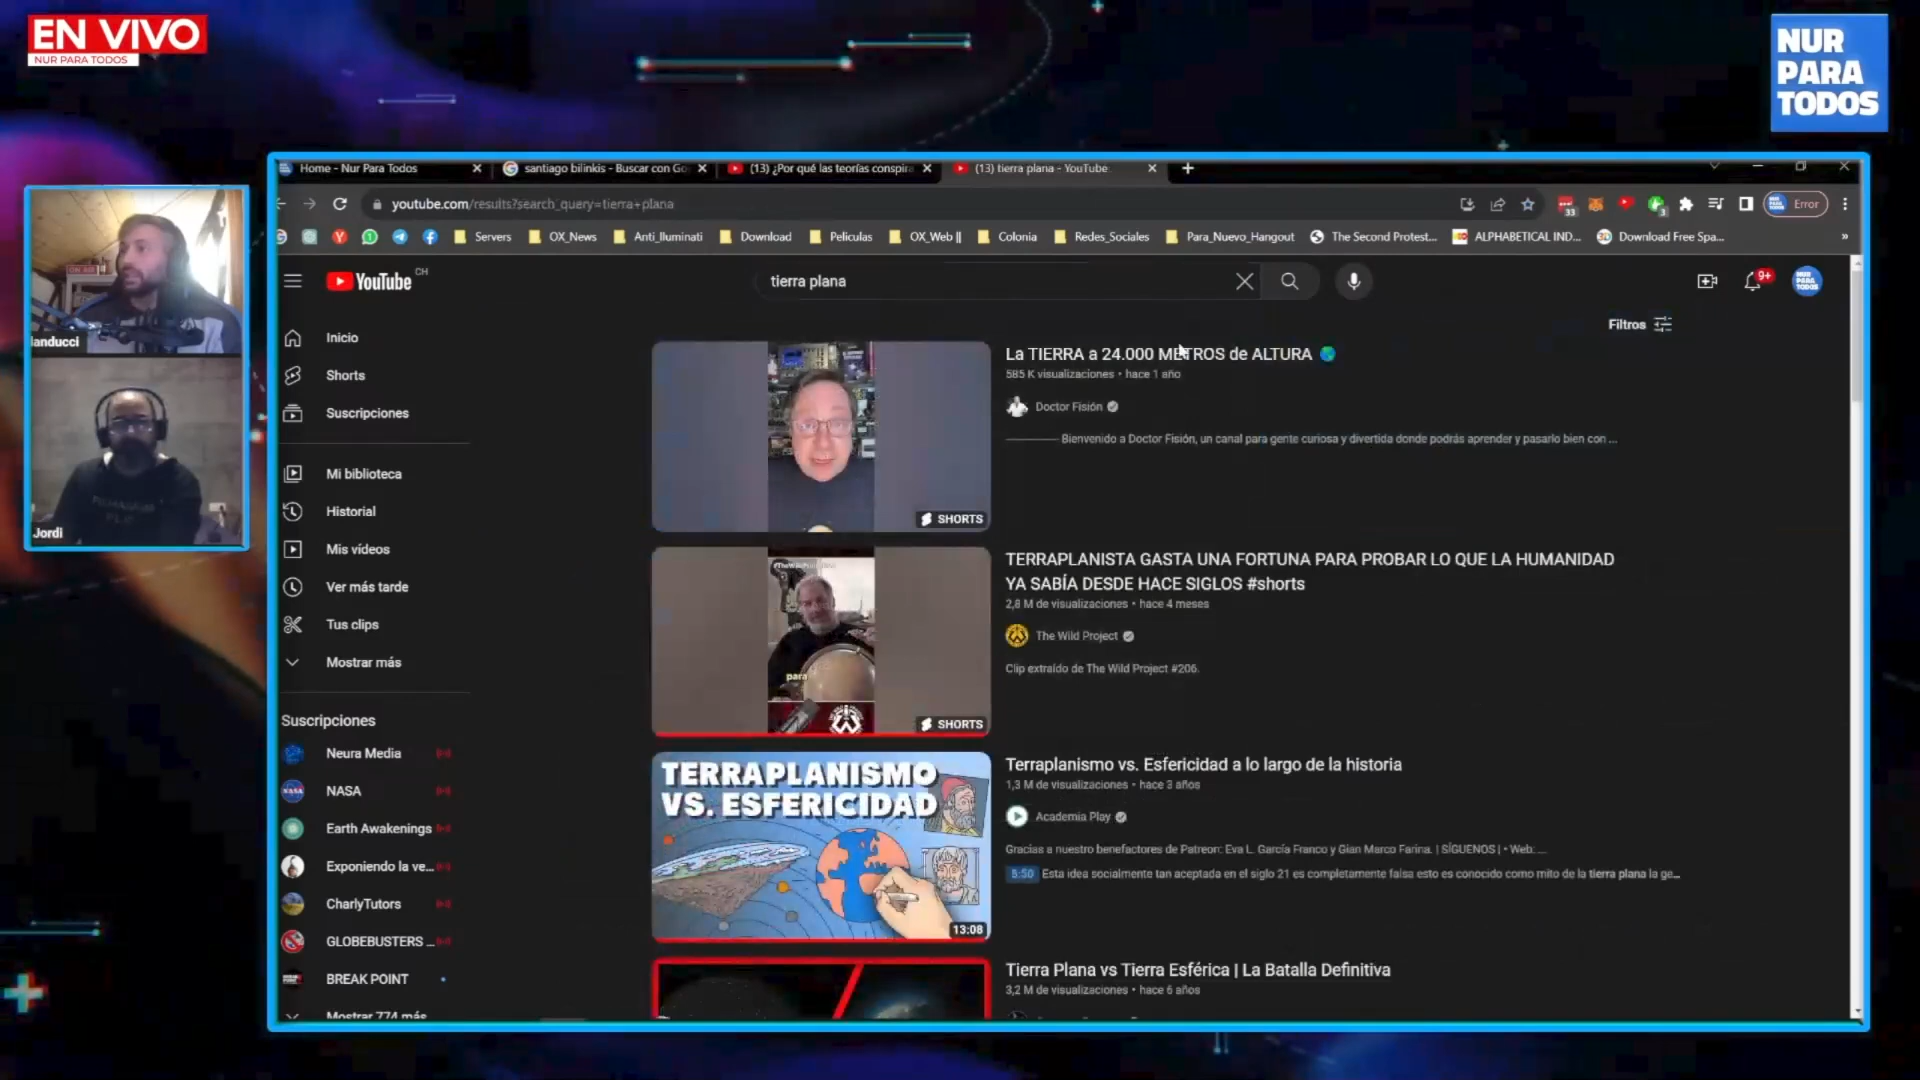 EN VIVO
NUR PARA TODOS
NUR
PARA
TODOS
Home - Nur Para Todos
santiago bilinkis - Buscar con Go
(13) ¿Por qué las teorías conspira
(13) tierra plana - YouTube
youtube.com/results?search_query=tierra+plana
33
3
Error
Servers
OX_News
Anti_Iluminati
Download
Peliculas
OX_Web ||
Colonia
Redes_Sociales
Para_Nuevo_Hangout
The Second Protest...
ALPHABETICAL IND...
Download Free Spa...
»
YouTube CH
tierra plana
9+
NUR PARA TODOS
Filtros
Inicio
Shorts
Suscripciones
Mi biblioteca
Historial
Mis vídeos
Ver más tarde
Tus clips
Mostrar más
Suscripciones
Neura Media
NASA
Earth Awakenings
Exponiendo la ve...
CharlyTutors
GLOBEBUSTERS ...
BREAK POINT
Mostrar 774 más
landucci
Jordi
SHORTS
La TIERRA a 24.000 METROS de ALTURA
585 K visualizaciones • hace 1 año
Doctor Fisión
Bienvenido a Doctor Fisión, un canal para gente curiosa y divertida donde podrás aprender y pasarlo bien con ...
para
SHORTS
TERRAPLANISTA GASTA UNA FORTUNA PARA PROBAR LO QUE LA HUMANIDAD
YA SABÍA DESDE HACE SIGLOS #shorts
2,8 M de visualizaciones • hace 4 meses
The Wild Project
Clip extraído de The Wild Project #206.
TERRAPLANISMO
VS. ESFERICIDAD
13:08
Terraplanismo vs. Esfericidad a lo largo de la historia
1,3 M de visualizaciones • hace 3 años
Academia Play
Gracias a nuestro benefactores de Patreon: Eva L. García Franco y Gian Marco Farina. | SÍGUENOS | • Web: ...
5:50 Esta idea socialmente tan aceptada en el siglo 21 es completamente falsa esto es conocido como mito de la tierra plana la ge...
Tierra Plana vs Tierra Esférica | La Batalla Definitiva
3,2 M de visualizaciones • hace 6 años